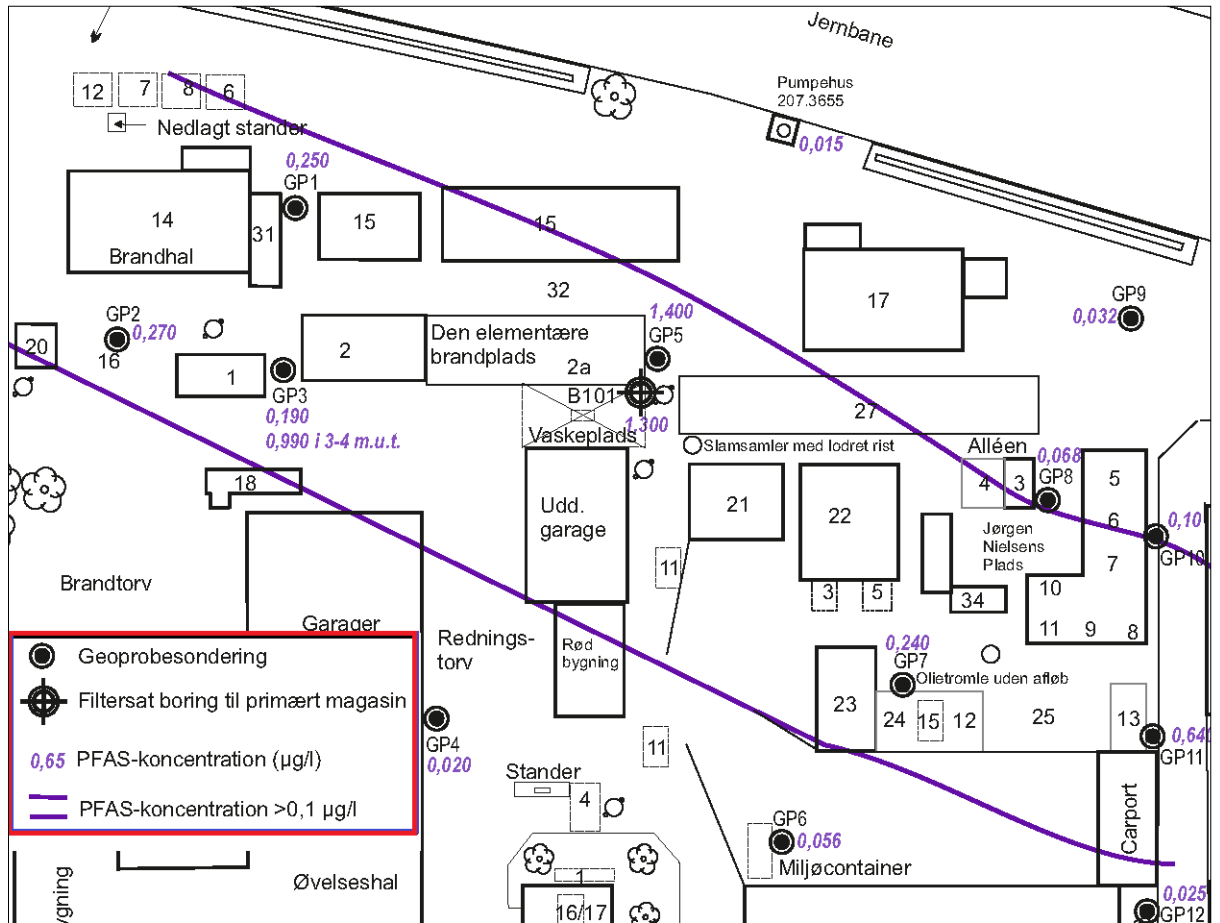 Jernbane
Pumpehus
207.3655
0,015
12
7
8
6
Nedlagt stander
0,250
GP1
14
Brandhal
31
15
15
32
17
GP9
0,032
GP2
0,270
20
16
1
GP3
0,190
0,990 i 3-4 m.u.t.
2
Den elementære
brandplads
2a
1,400
GP5
B101
1,300
Vaskeplads
27
Slamsamler med lodret rist
Alléen
0,068
GP8
4
3
5
6
7
0,10
GP10
18
Udd.
garage
21
22
Jørgen
Nielsens
Plads
11
3
5
34
10
11
9
8
Brandtorv
Garager
Rednings-
torv
Rød
bygning
0,240
GP7
Olietromle uden afløb
23
24
15
12
25
13
0,640
GP11
GP4
0,020
11
Stander
4
GP6
0,056
Miljøcontainer
Carport
0,025
GP12
Geoprobesondering
Filtersat boring til primært magasin
0,65 PFAS-koncentration (µg/l)
PFAS-koncentration >0,1 µg/l
Øvelseshal
ygning
1
16/17